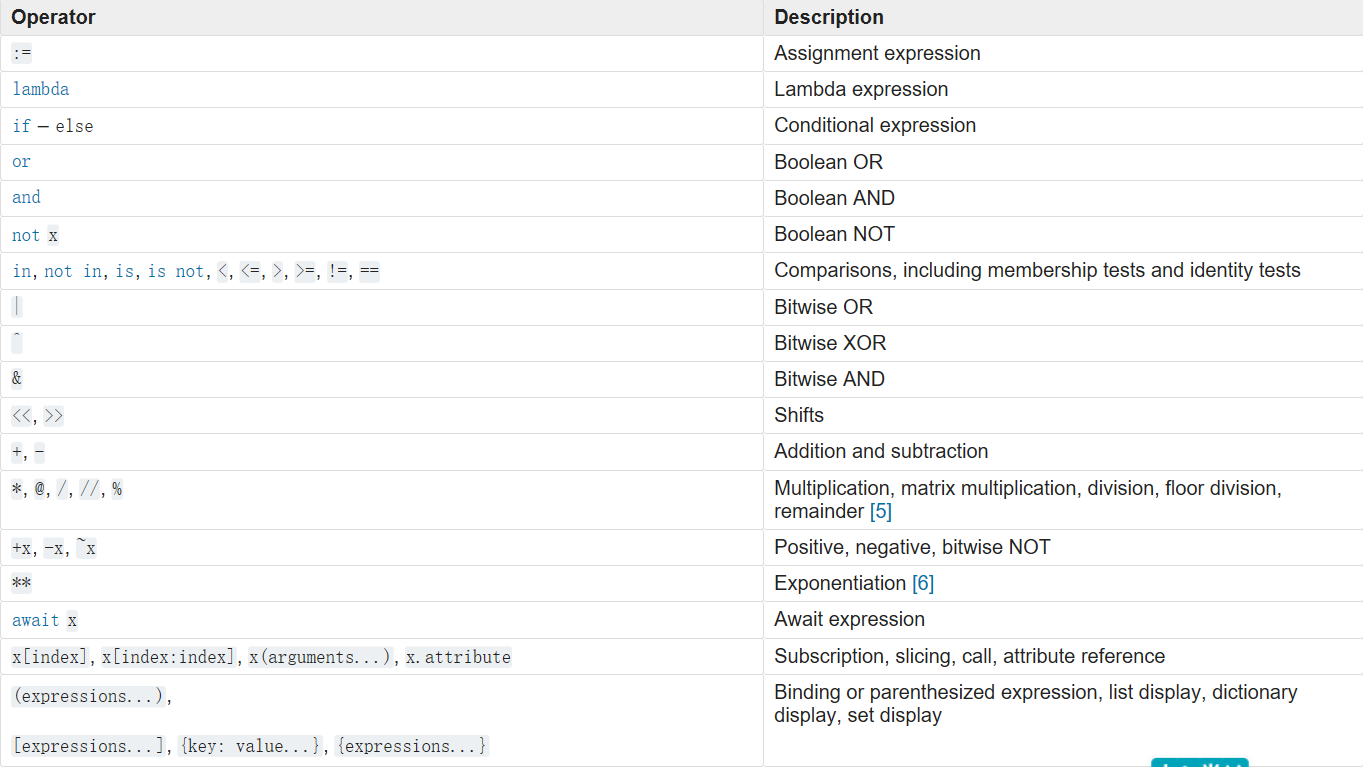 Operator Description
:= Assignment expression
lambda Lambda expression
if – else Conditional expression
or Boolean OR
and Boolean AND
not x Boolean NOT
in, not in, is, is not, <, <=, >, >=, !=, == Comparisons, including membership tests and identity tests
| Bitwise OR
^ Bitwise XOR
& Bitwise AND
<<, >> Shifts
+, - Addition and subtraction
*, @, /, //, % Multiplication, matrix multiplication, division, floor division,
remainder [5]
+x, -x, ~x Positive, negative, bitwise NOT
** Exponentiation [6]
await x Await expression
x[index], x[index:index], x(arguments...), x.attribute Subscription, slicing, call, attribute reference
(expressions...), Binding or parenthesized expression, list display, dictionary
display, set display
[expressions...], {key: value...}, {expressions...}